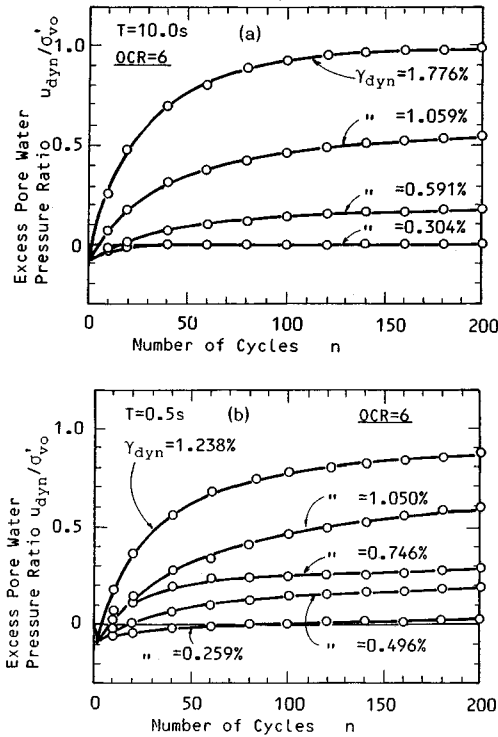 T=10.0s (a)
OCR=6
γdyn=1.776%
" =1.059%
" =0.591%
" =0.304%
1.0
0.5
0
Excess Pore Water
Pressure Ratio udyn/σ'vo
0 50 100 150 200
Number of Cycles n
T=0.5s (b) OCR=6
γdyn=1.238%
" =1.050%
" =0.746%
" =0.496%
" =0.259%
1.0
0.5
0
Excess Pore Water
Pressure Ratio udyn/σ'vo
0 50 100 150 200
Number of Cycles n